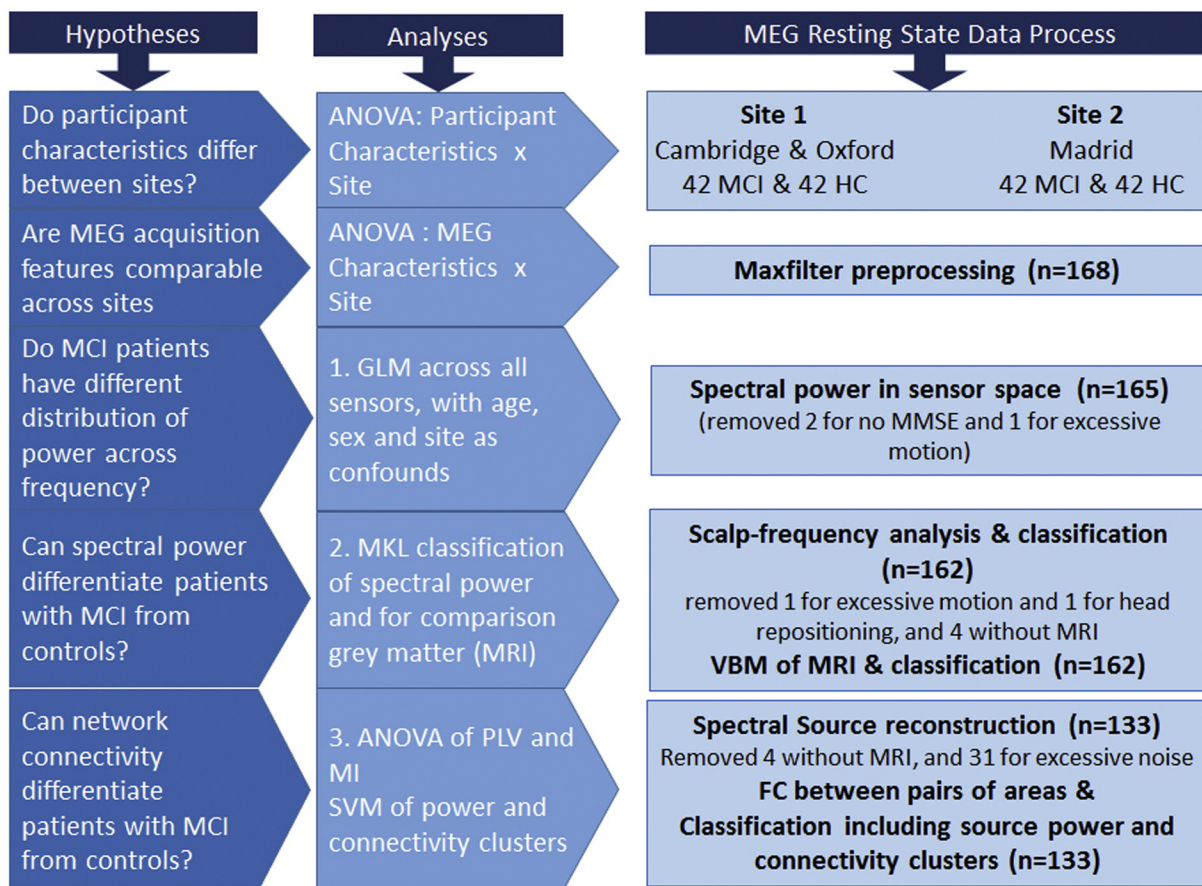 Hypotheses
Analyses
MEG Resting State Data Process
Do participant
characteristics differ
between sites?
ANOVA: Participant
Characteristics x
Site
Site 1
Cambridge & Oxford
42 MCI & 42 HC
Site 2
Madrid
42 MCI & 42 HC
Are MEG acquisition
features comparable
across sites
ANOVA : MEG
Characteristics x
Site
Maxfilter preprocessing (n=168)
Do MCI patients
have different
distribution of
power across
frequency?
1. GLM across all
sensors, with age,
sex and site as
confounds
Spectral power in sensor space (n=165)
(removed 2 for no MMSE and 1 for excessive
motion)
Can spectral power
differentiate patients
with MCI from
controls?
2. MKL classification
of spectral power
and for comparison
grey matter (MRI)
Scalp-frequency analysis & classification
(n=162)
removed 1 for excessive motion and 1 for head
repositioning, and 4 without MRI
VBM of MRI & classification (n=162)
Can network
connectivity
differentiate
patients with MCI
from controls?
3. ANOVA of PLV and
MI
SVM of power and
connectivity clusters
Spectral Source reconstruction (n=133)
Removed 4 without MRI, and 31 for excessive noise
FC between pairs of areas &
Classification including source power and
connectivity clusters (n=133)